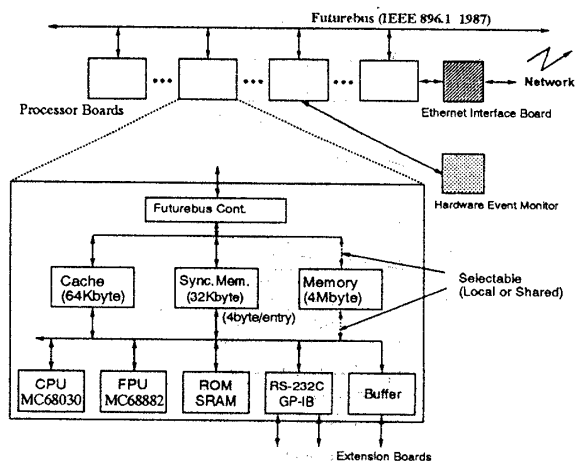 Futurebus (IEEE 896.1 1987)
Network
Processor Boards
Ethernet Interface Board
Hardware Event Monitor
Futurebus Cont.
Cache
(64Kbyte)
Sync. Mem.
(32Kbyte)
Memory
(4Mbyte)
Selectable
(Local or Shared)
(4byte/entry)
CPU
MC68030
FPU
MC68882
ROM
SRAM
RS-232C
GP-IB
Buffer
Extension Boards